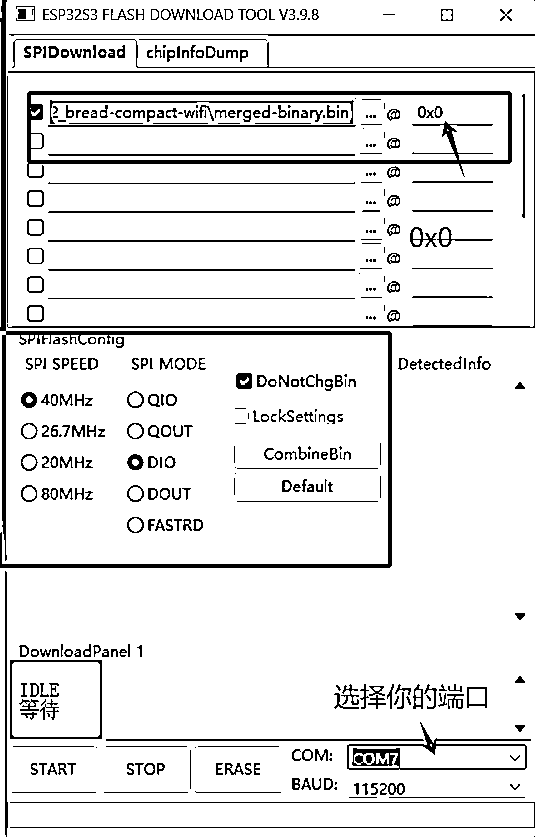 ESP32S3 FLASH DOWNLOAD TOOL V3.9.8
SPIDownload chipInfoDump
2_bread-compact-wifi\merged-binary.bin ... @ 0x0
... @
... @
... @
... @ 0x0
... @
... @
... @
SPIFlashConfig
SPI SPEED SPI MODE DetectedInfo
DoNotChgBin
40MHz QIO
LockSettings
26.7MHz QOUT
CombineBin
20MHz DIO
Default
80MHz DOUT
FASTRD
DownloadPanel 1
IDLE
等待
选择你的端口
START STOP ERASE
COM: COM7
BAUD: 115200